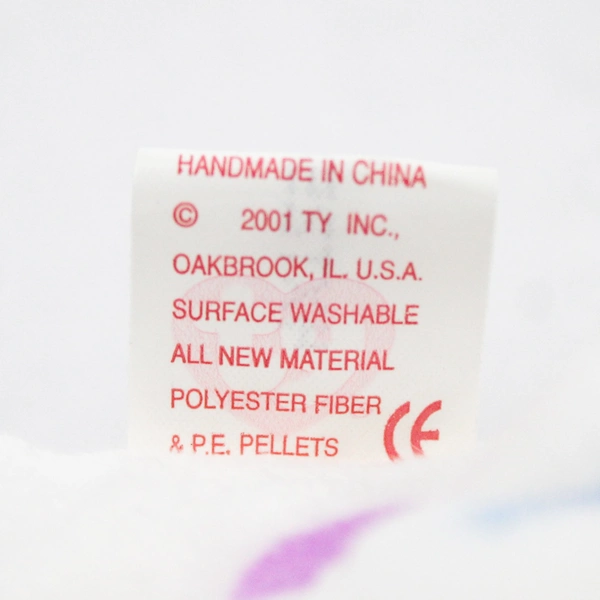 HANDMADE IN CHINA
© 2001 TY INC.,
OAKBROOK, IL. U.S.A.
SURFACE WASHABLE
ALL NEW MATERIAL
POLYESTER FIBER
& P.E. PELLETS
CE